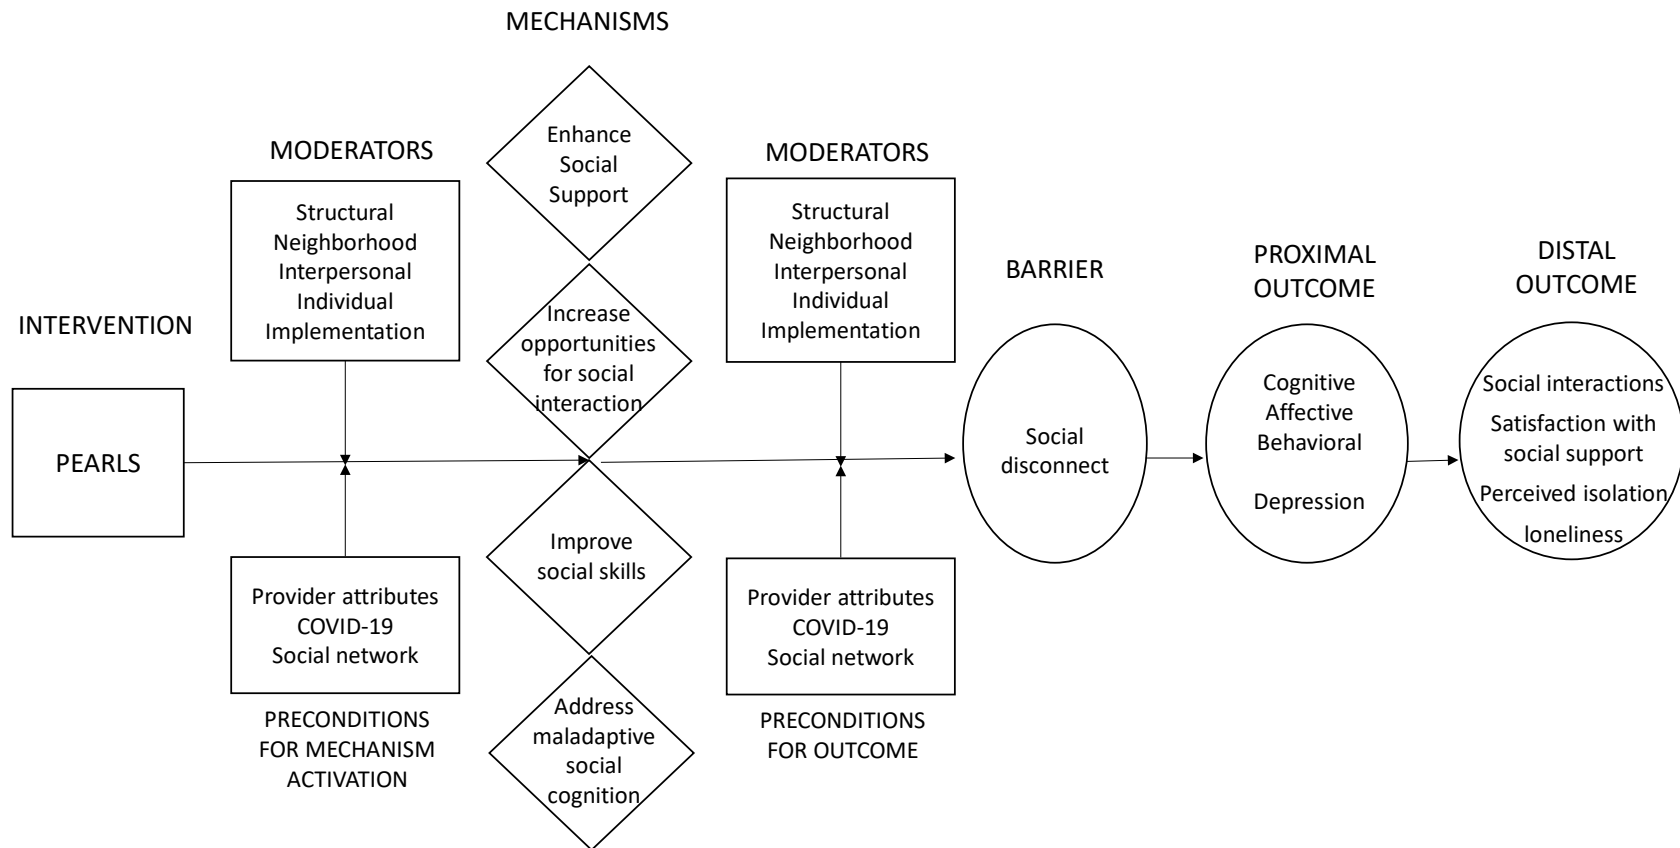 INTERVENTION
PEARLS
MODERATORS
Structural
Neighborhood
Interpersonal
Individual
Implementation
Provider attributes
COVID-19
Social network
PRECONDITIONS
FOR MECHANISM
ACTIVATION
MECHANISMS
Enhance
Social
Support
Increase
opportunities
for social
interaction
Improve
social skills
Address
maladaptive
social
cognition
MODERATORS
Structural
Neighborhood
Interpersonal
Individual
Implementation
Provider attributes
COVID-19
Social network
PRECONDITIONS
FOR OUTCOME
BARRIER
Social
disconnect
PROXIMAL
OUTCOME
Cognitive
Affective
Behavioral
Depression
DISTAL
OUTCOME
Social interactions
Satisfaction with
social support
Perceived isolation
loneliness